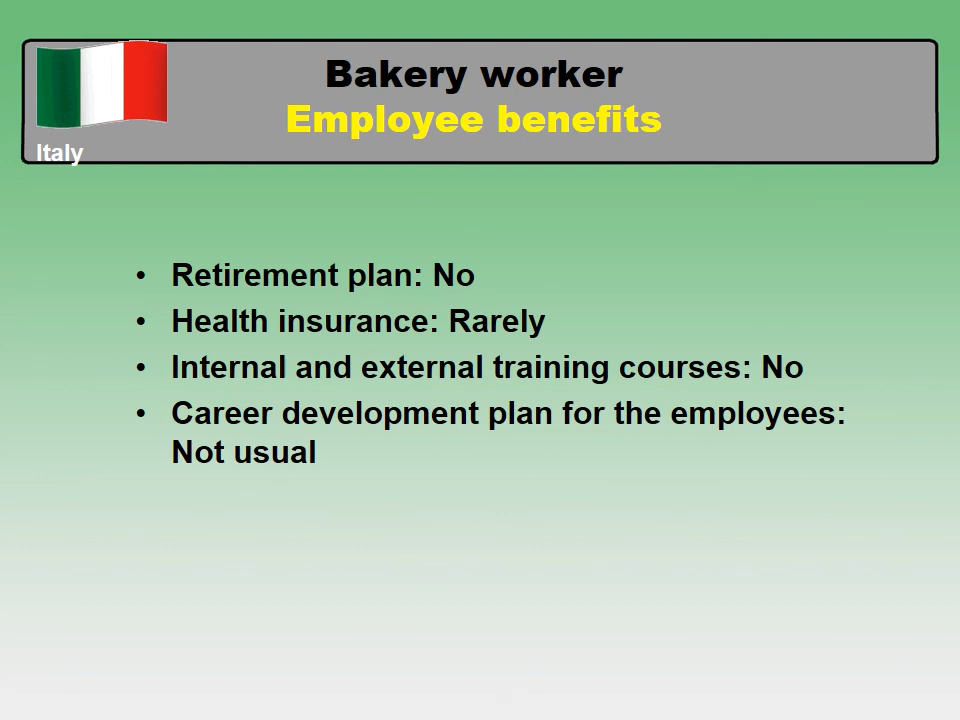 Bakery worker
Employee benefits
Italy
• Retirement plan: No
• Health insurance: Rarely
• Internal and external training courses: No
• Career development plan for the employees:
Not usual